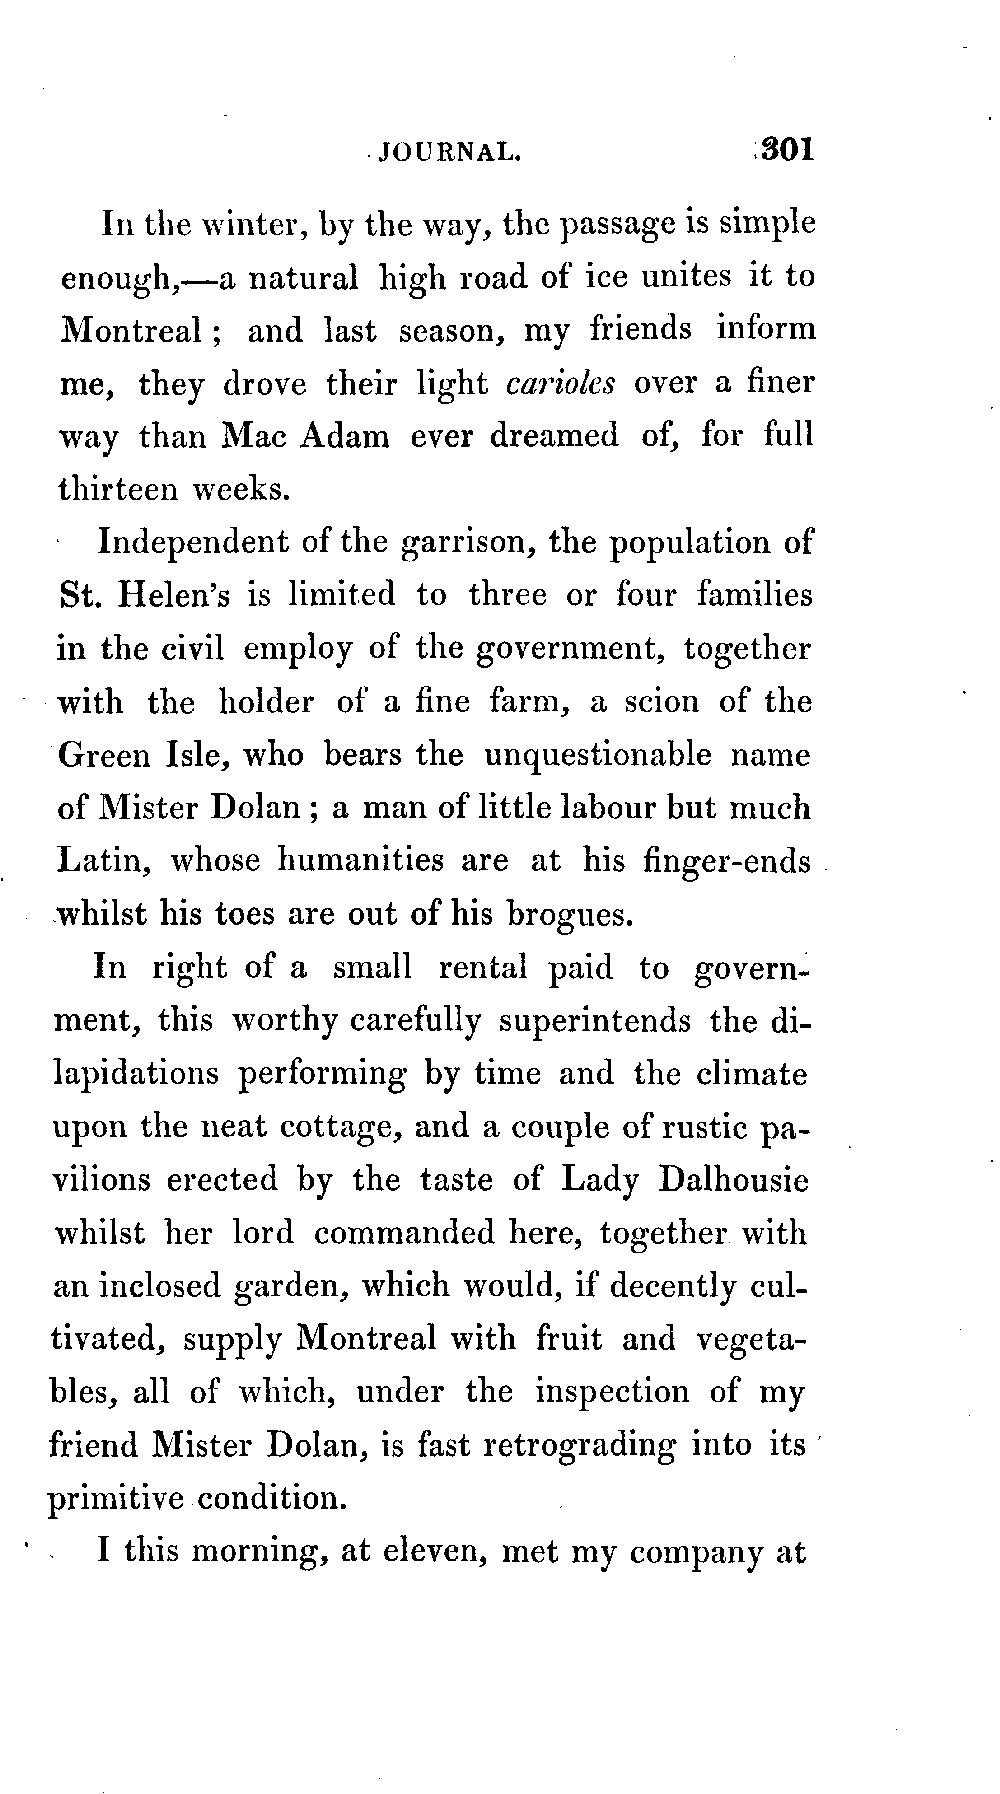 JOURNAL. 301
In the winter, by the way, the passage is simple
enough,—a natural high road of ice unites it to
Montreal ; and last season, my friends inform
me, they drove their light carioles over a finer
way than Mac Adam ever dreamed of, for full
thirteen weeks.
Independent of the garrison, the population of
St. Helen's is limited to three or four families
in the civil employ of the government, together
with the holder of a fine farm, a scion of the
Green Isle, who bears the unquestionable name
of Mister Dolan ; a man of little labour but much
Latin, whose humanities are at his finger-ends
whilst his toes are out of his brogues.
In right of a small rental paid to govern-
ment, this worthy carefully superintends the di-
lapidations performing by time and the climate
upon the neat cottage, and a couple of rustic pa-
vilions erected by the taste of Lady Dalhousie
whilst her lord commanded here, together with
an inclosed garden, which would, if decently cul-
tivated, supply Montreal with fruit and vegeta-
bles, all of which, under the inspection of my
friend Mister Dolan, is fast retrograding into its
primitive condition.
I this morning, at eleven, met my company at